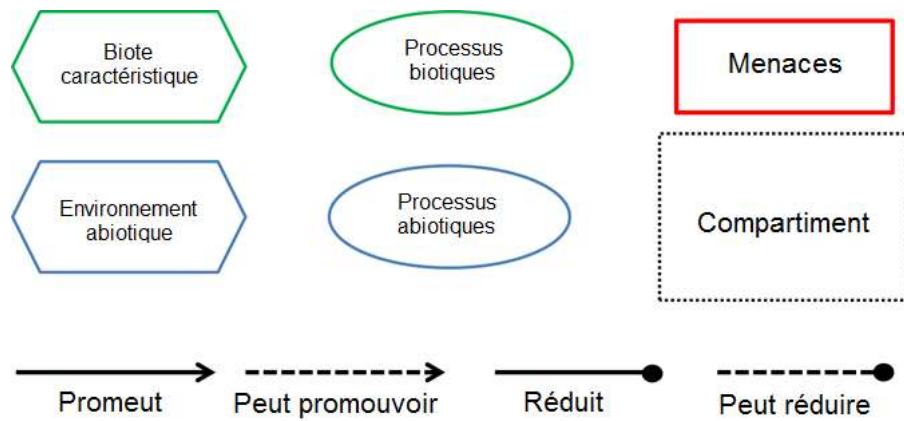 Biote
caractéristique
Processus
biotiques
Menaces
Environnement
abiotique
Processus
abiotiques
Compartiment
Promeut
Peut promouvoir
Réduit
Peut réduire